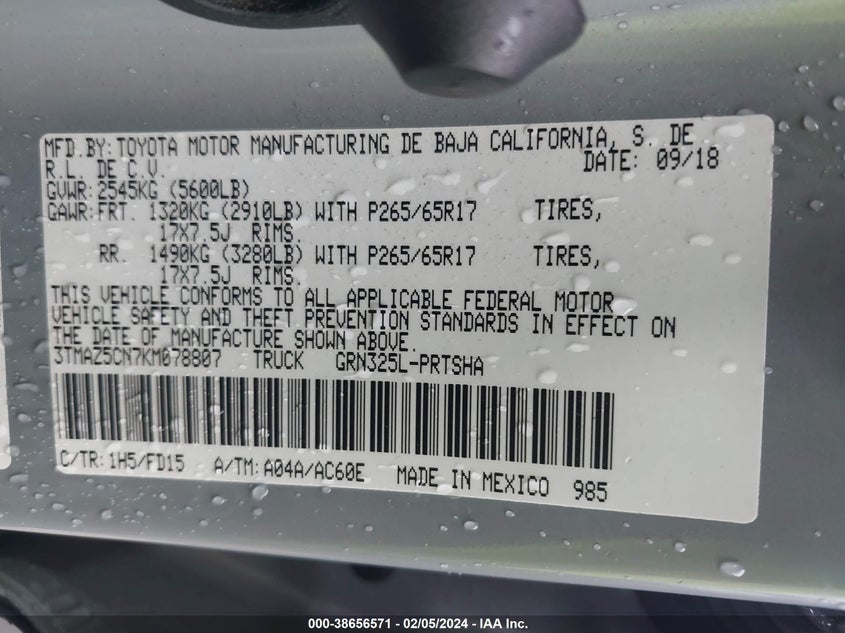 MFD.BY:TOYOTA MOTOR MANUFACTURING DE BAJA CALIFORNIA, S. DE
R.L. DE C.V. DATE: 09/18
GVWR:2545KG (5600LB)
GAWR:FRT. 1320KG (2910LB) WITH P265/65R17 TIRES,
17X7.5J RIMS.
RR. 1490KG (3280LB) WITH P265/65R17 TIRES,
17X7.5J RIMS.
THIS VEHICLE CONFORMS TO ALL APPLICABLE FEDERAL MOTOR
VEHICLE SAFETY AND THEFT PREVENTION STANDARDS IN EFFECT ON
THE DATE OF MANUFACTURE SHOWN ABOVE.
3TMAZ5CN7KM078807 TRUCK GRN325L-PRTSHA
C/TR: 1H5/FD15 A/TM: A04A/AC60E MADE IN MEXICO 985
000-38656571 - 02/05/2024 - IAA Inc.